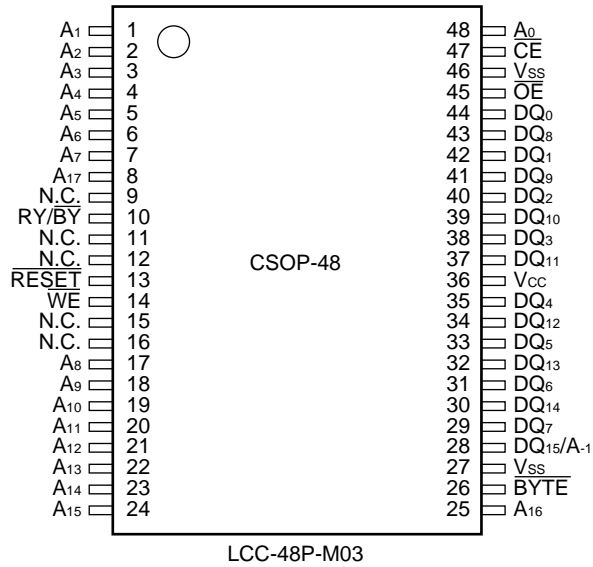 A1 1 48 A0
A2 2 47 CE
A3 3 46 VSS
A4 4 45 OE
A5 5 44 DQ0
A6 6 43 DQ8
A7 7 42 DQ1
A17 8 41 DQ9
N.C. 9 40 DQ2
RY/BY 10 39 DQ10
N.C. 11 38 DQ3
N.C. 12 37 DQ11
RESET 13 CSOP-48 36 VCC
WE 14 35 DQ4
N.C. 15 34 DQ12
N.C. 16 33 DQ5
A8 17 32 DQ13
A9 18 31 DQ6
A10 19 30 DQ14
A11 20 29 DQ7
A12 21 28 DQ15/A-1
A13 22 27 VSS
A14 23 26 BYTE
A15 24 25 A16
LCC-48P-M03